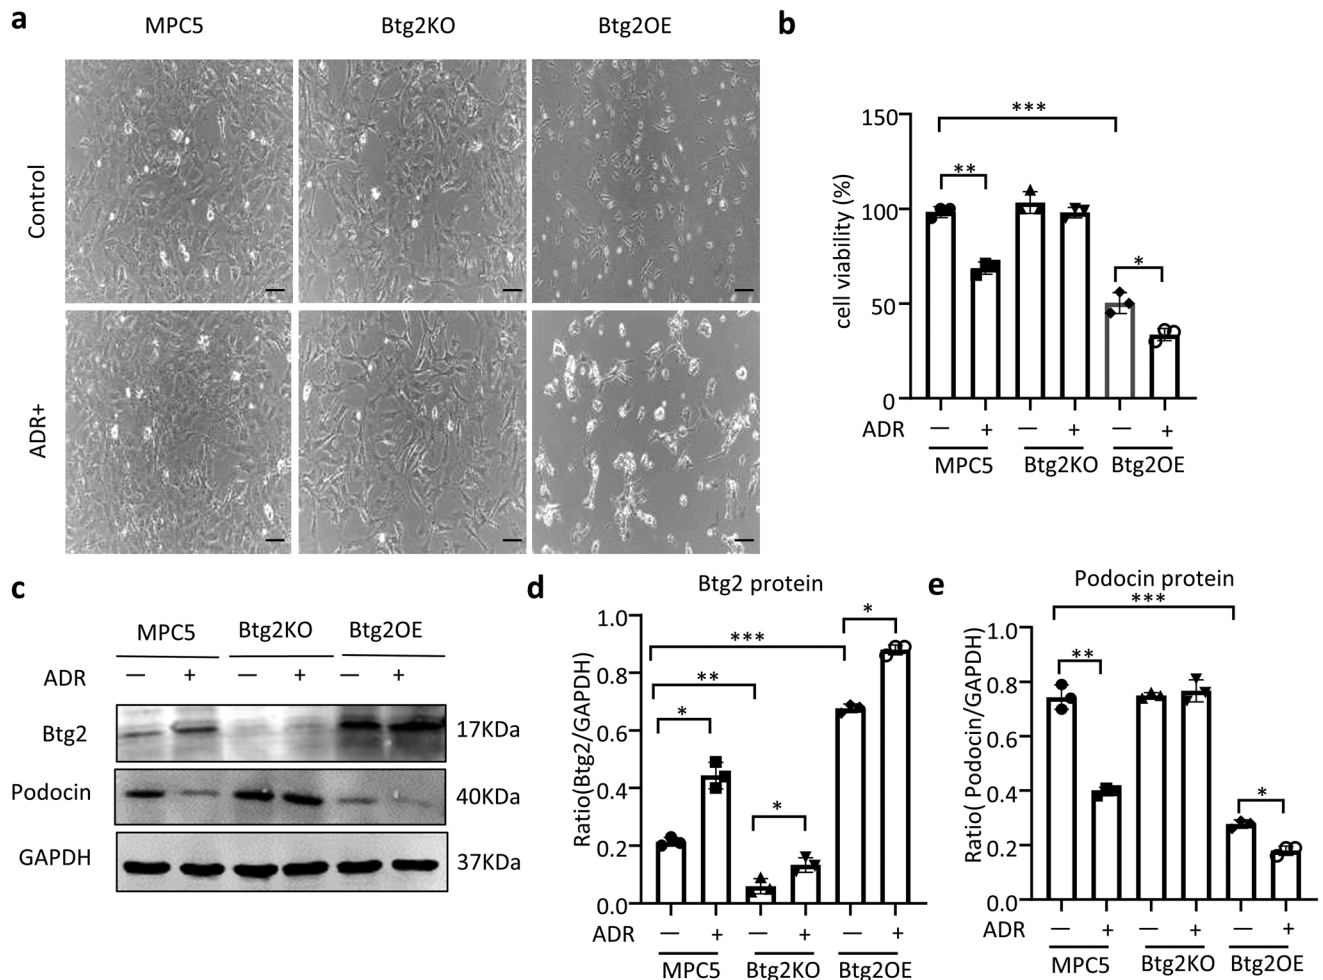 a
MPC5 Btg2KO Btg2OE
Control
ADR+
b
cell viability (%)
150
100
50
0
***
**
*
ADR — + — + — +
MPC5 Btg2KO Btg2OE
c
MPC5 Btg2KO Btg2OE
ADR — + — + — +
Btg2 17KDa
Podocin 40KDa
GAPDH 37KDa
d
Btg2 protein
Ratio(Btg2/GAPDH)
1.0
0.8
0.6
0.4
0.2
0.0
*
***
**
*
*
ADR — + — + — +
MPC5 Btg2KO Btg2OE
e
Podocin protein
Ratio( Podocin/GAPDH)
1.0
0.8
0.6
0.4
0.2
0.0
***
**
*
ADR — + — + — +
MPC5 Btg2KO Btg2OE